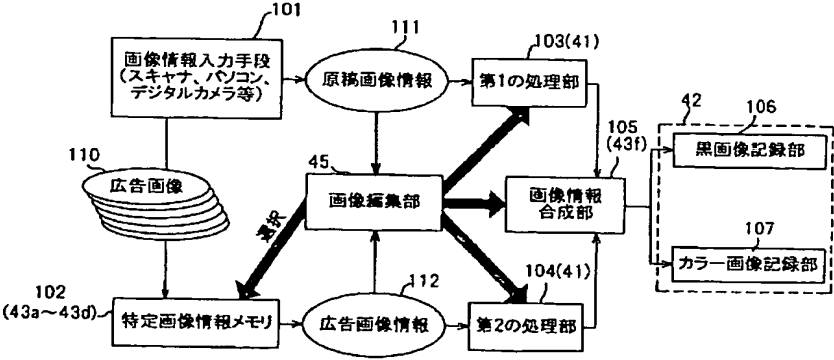 101
画像情報入力手段
(スキャナ、パソコン、
デジタルカメラ等)
111
原稿画像情報
103(41)
第1の処理部
42
106
黒画像記録部
105
(43f)
画像情報
合成部
110
広告画像
45
画像編集部
選択
107
カラー画像記録部
102
(43a～43d)
特定画像情報メモリ
112
広告画像情報
104(41)
第2の処理部